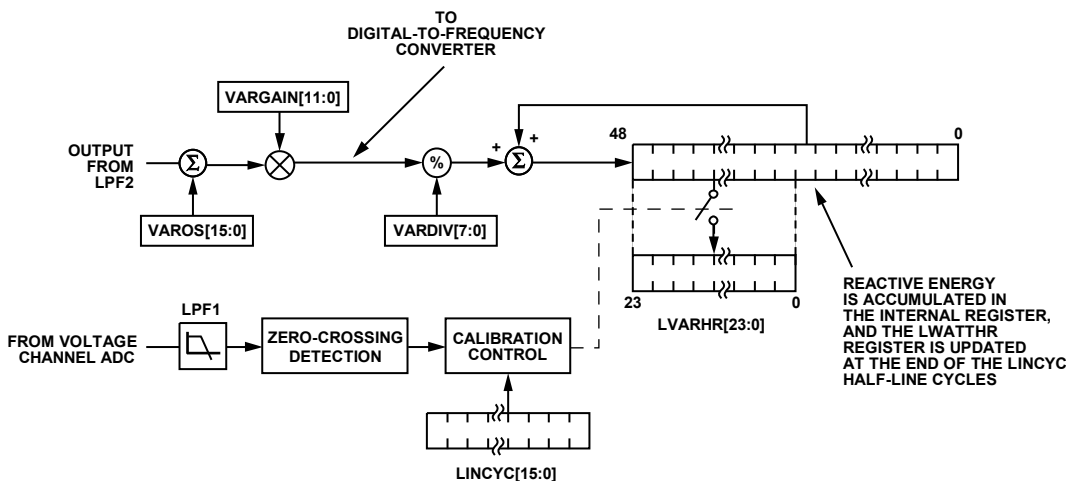 TO
DIGITAL-TO-FREQUENCY
CONVERTER
VARGAIN[11:0]
OUTPUT
FROM
LPF2
Σ
%
+
+
Σ
48
0
VAROS[15:0]
VARDIV[7:0]
23
0
LVARHR[23:0]
REACTIVE ENERGY
IS ACCUMULATED IN
THE INTERNAL REGISTER,
AND THE LWATTHR
REGISTER IS UPDATED
AT THE END OF THE LINCYC
HALF-LINE CYCLES
LPF1
FROM VOLTAGE
CHANNEL ADC
ZERO-CROSSING
DETECTION
CALIBRATION
CONTROL
LINCYC[15:0]